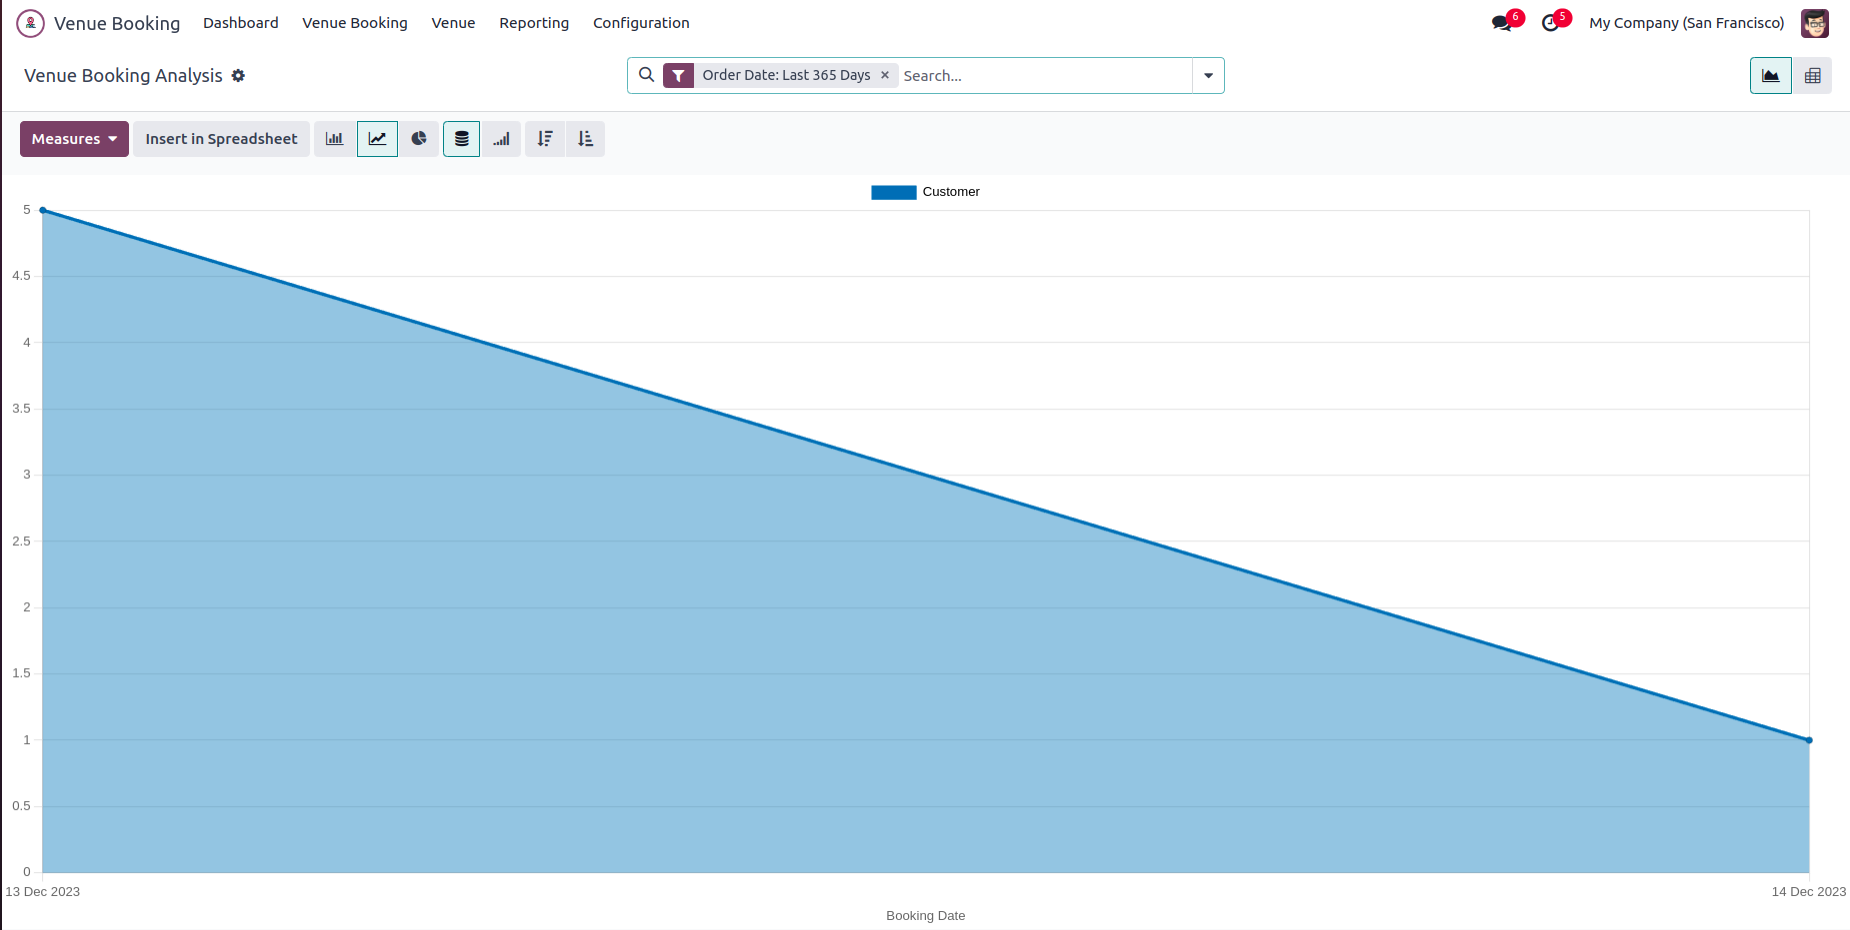 Venue Booking Dashboard Venue Booking Venue Reporting Configuration 6 5 My Company (San Francisco)
Venue Booking Analysis Order Date: Last 365 Days × Search...
Measures Insert in Spreadsheet
Customer
5
4.5
4
3.5
3
2.5
2
1.5
1
0.5
0
13 Dec 2023 14 Dec 2023
Booking Date